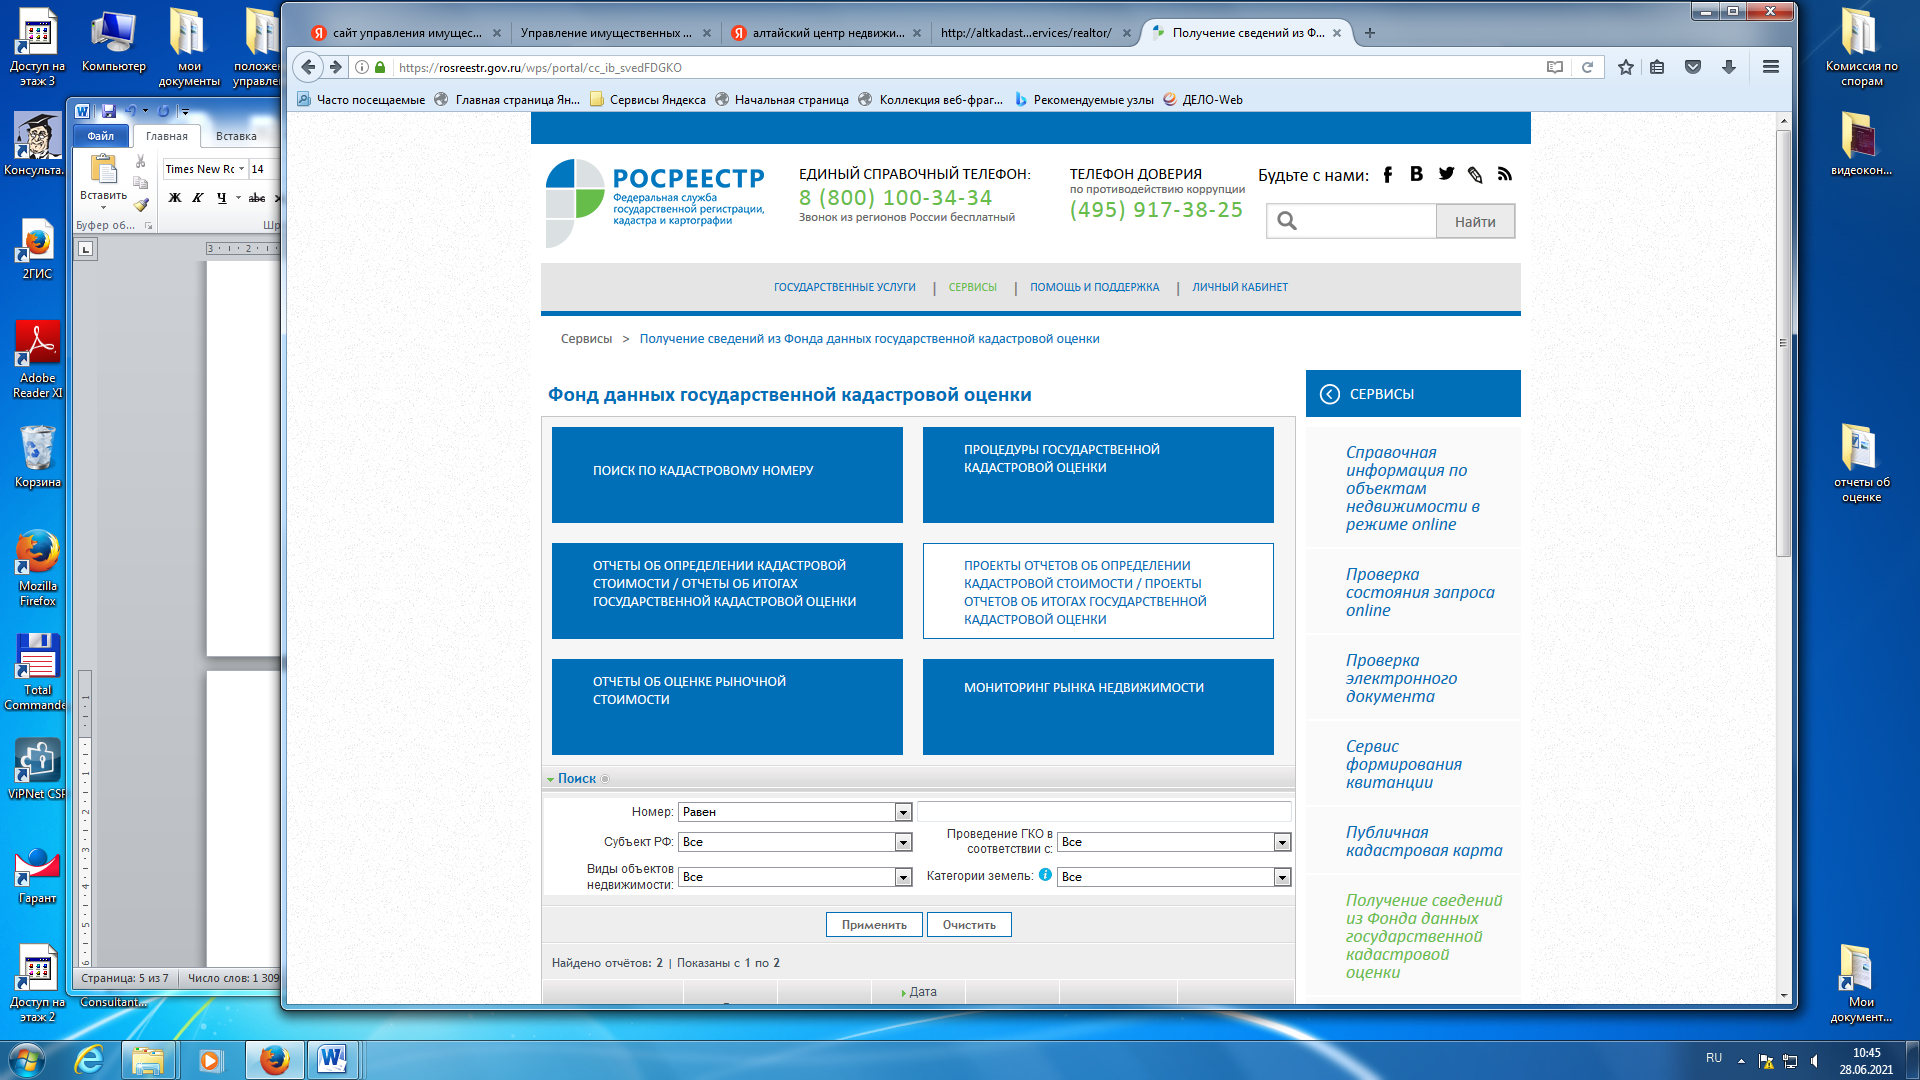 Доступ на
этаж 3
Компьютер
мои
документы
положен
управле
Консульта.
2ГИС
Adobe
Reader XI
Корзина
Mozilla
Firefox
Total
Commande
ViPNet CSP
Гарант
Доступ на
этаж 2
Consultant...
Файл
Главная
Вставка
Times New Ro
14
Вставить
Ж К Ч abc
Буфер об...
Шр
Страница: 5 из 7
Число слов: 1 309
сайт управления имущес...
Управление имущественных ...
алтайский центр недвижи...
http://altkadast...ervices/realtor/
Получение сведений из Ф...
https://rosreestr.gov.ru/wps/portal/cc_ib_svedFDGKO
Часто посещаемые
Главная страница Ян...
Сервисы Яндекса
Начальная страница
Коллекция веб-фраг...
Рекомендуемые узлы
ДЕЛО-Web
РОСРЕЕСТР
Федеральная служба
государственной регистрации,
кадастра и картографии
ЕДИНЫЙ СПРАВОЧНЫЙ ТЕЛЕФОН:
8 (800) 100-34-34
Звонок из регионов России бесплатный
ТЕЛЕФОН ДОВЕРИЯ
по противодействию коррупции
(495) 917-38-25
Будьте с нами:
Найти
ГОСУДАРСТВЕННЫЕ УСЛУГИ | СЕРВИСЫ | ПОМОЩЬ И ПОДДЕРЖКА | ЛИЧНЫЙ КАБИНЕТ
Сервисы > Получение сведений из Фонда данных государственной кадастровой оценки
Фонд данных государственной кадастровой оценки
ПОИСК ПО КАДАСТРОВОМУ НОМЕРУ
ПРОЦЕДУРЫ ГОСУДАРСТВЕННОЙ
КАДАСТРОВОЙ ОЦЕНКИ
ОТЧЕТЫ ОБ ОПРЕДЕЛЕНИИ КАДАСТРОВОЙ
СТОИМОСТИ / ОТЧЕТЫ ОБ ИТОГАХ
ГОСУДАРСТВЕННОЙ КАДАСТРОВОЙ ОЦЕНКИ
ПРОЕКТЫ ОТЧЕТОВ ОБ ОПРЕДЕЛЕНИИ
КАДАСТРОВОЙ СТОИМОСТИ / ПРОЕКТЫ
ОТЧЕТОВ ОБ ИТОГАХ ГОСУДАРСТВЕННОЙ
КАДАСТРОВОЙ ОЦЕНКИ
ОТЧЕТЫ ОБ ОЦЕНКЕ РЫНОЧНОЙ
СТОИМОСТИ
МОНИТОРИНГ РЫНКА НЕДВИЖИМОСТИ
Поиск
Номер: Равен
Субъект РФ: Все
Проведение ГКО в
соответствии с: Все
Виды объектов
недвижимости: Все
Категории земель: Все
Применить
Очистить
Найдено отчётов: 2 | Показаны с 1 по 2
Дата
СЕРВИСЫ
Справочная
информация по
объектам
недвижимости в
режиме online
Проверка
состояния запроса
online
Проверка
электронного
документа
Сервис
формирования
квитанции
Публичная
кадастровая карта
Получение сведений
из Фонда данных
государственной
кадастровой
оценки
Комиссия по
спорам
видеокон...
отчеты об
оценке
Мои
документ...
RU
10:45
28.06.2021